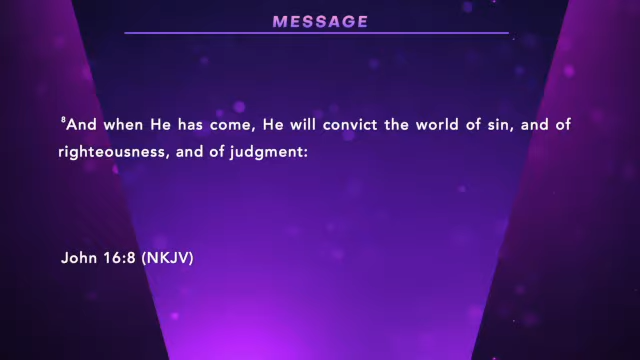 MESSAGE
⁸And when He has come, He will convict the world of sin, and of
righteousness, and of judgment:
John 16:8 (NKJV)